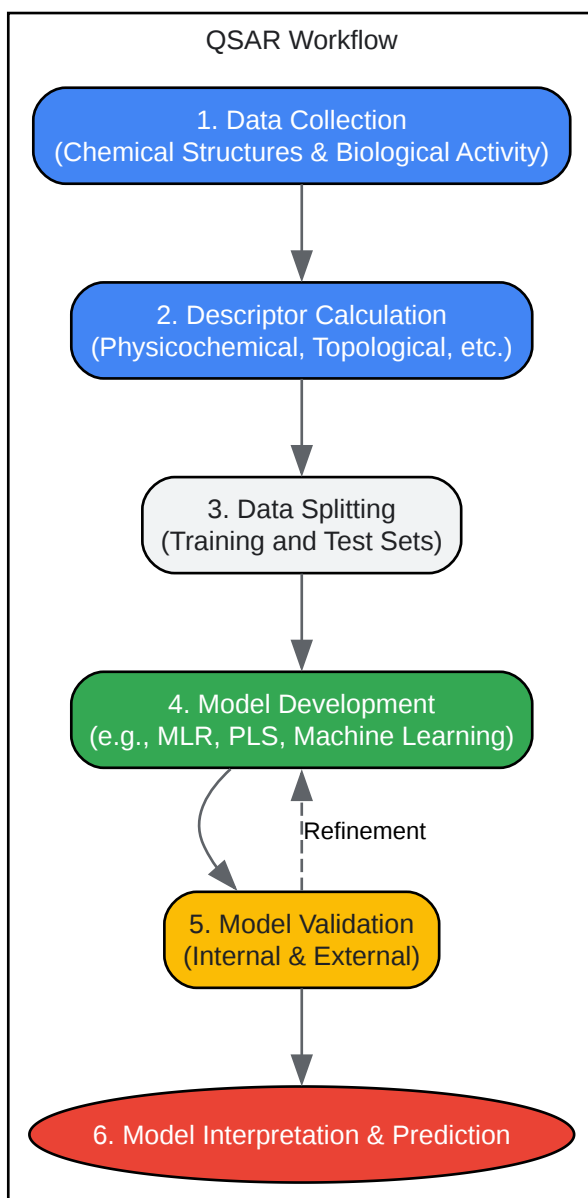 QSAR Workflow
1. Data Collection
(Chemical Structures & Biological Activity)
2. Descriptor Calculation
(Physicochemical, Topological, etc.)
3. Data Splitting
(Training and Test Sets)
4. Model Development
(e.g., MLR, PLS, Machine Learning)
Refinement
5. Model Validation
(Internal & External)
6. Model Interpretation & Prediction